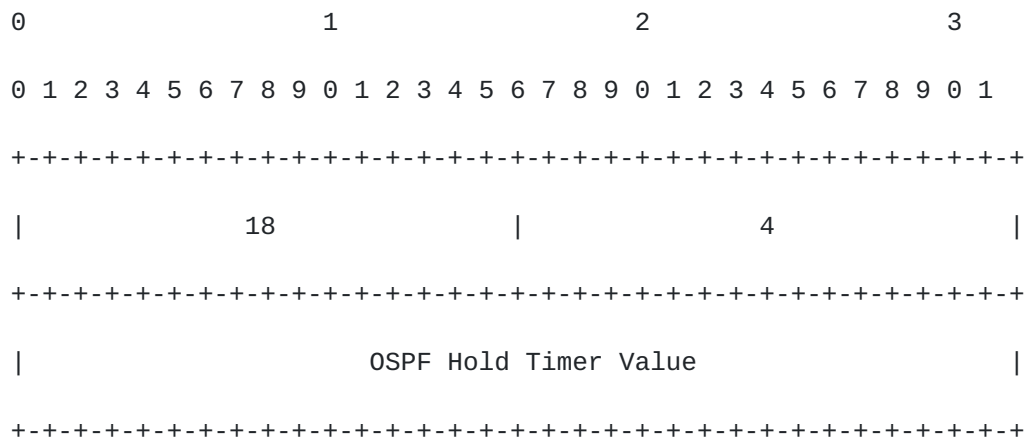 0                   1                   2                   3
0 1 2 3 4 5 6 7 8 9 0 1 2 3 4 5 6 7 8 9 0 1 2 3 4 5 6 7 8 9 0 1
+-+-+-+-+-+-+-+-+-+-+-+-+-+-+-+-+-+-+-+-+-+-+-+-+-+-+-+-+-+-+-+-+
|              18               |               4               |
+-+-+-+-+-+-+-+-+-+-+-+-+-+-+-+-+-+-+-+-+-+-+-+-+-+-+-+-+-+-+-+-+
|                      OSPF Hold Timer Value                    |
+-+-+-+-+-+-+-+-+-+-+-+-+-+-+-+-+-+-+-+-+-+-+-+-+-+-+-+-+-+-+-+-+